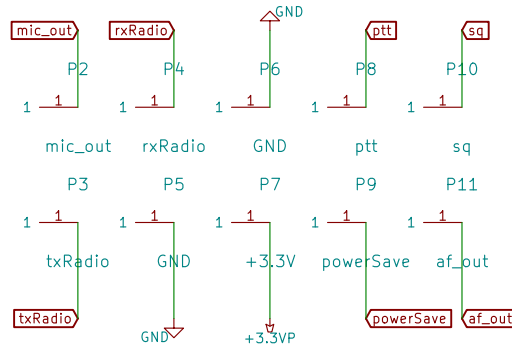 GND
mic_out rxRadio ptt sq
P2 P4 P6 P8 P10
1 1 1 1 1 1 1 1 1 1
mic_out rxRadio GND ptt sq
P3 P5 P7 P9 P11
1 1 1 1 1 1 1 1 1 1
txRadio GND +3.3V powerSave af_out
txRadio powerSave af_out
GND +3.3VP